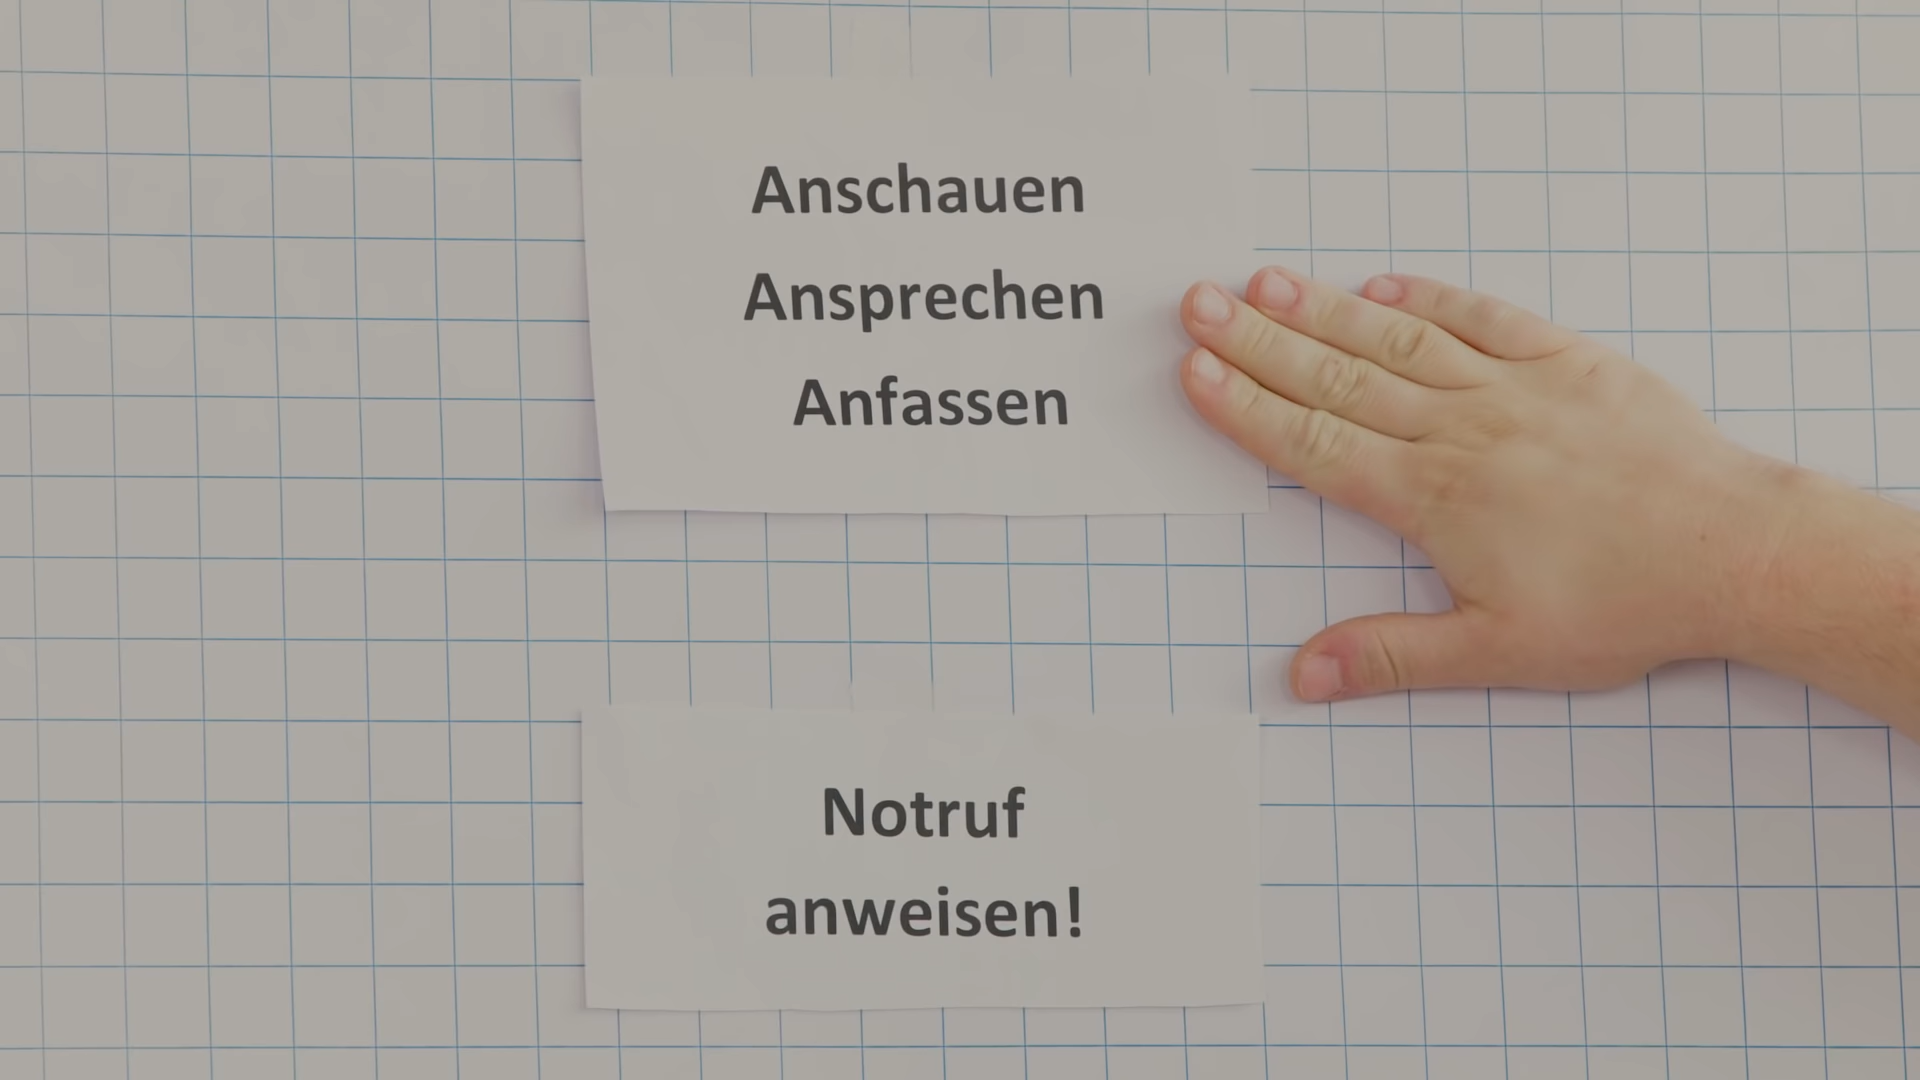 Anschauen
Ansprechen
Anfassen
Notruf
anweisen!